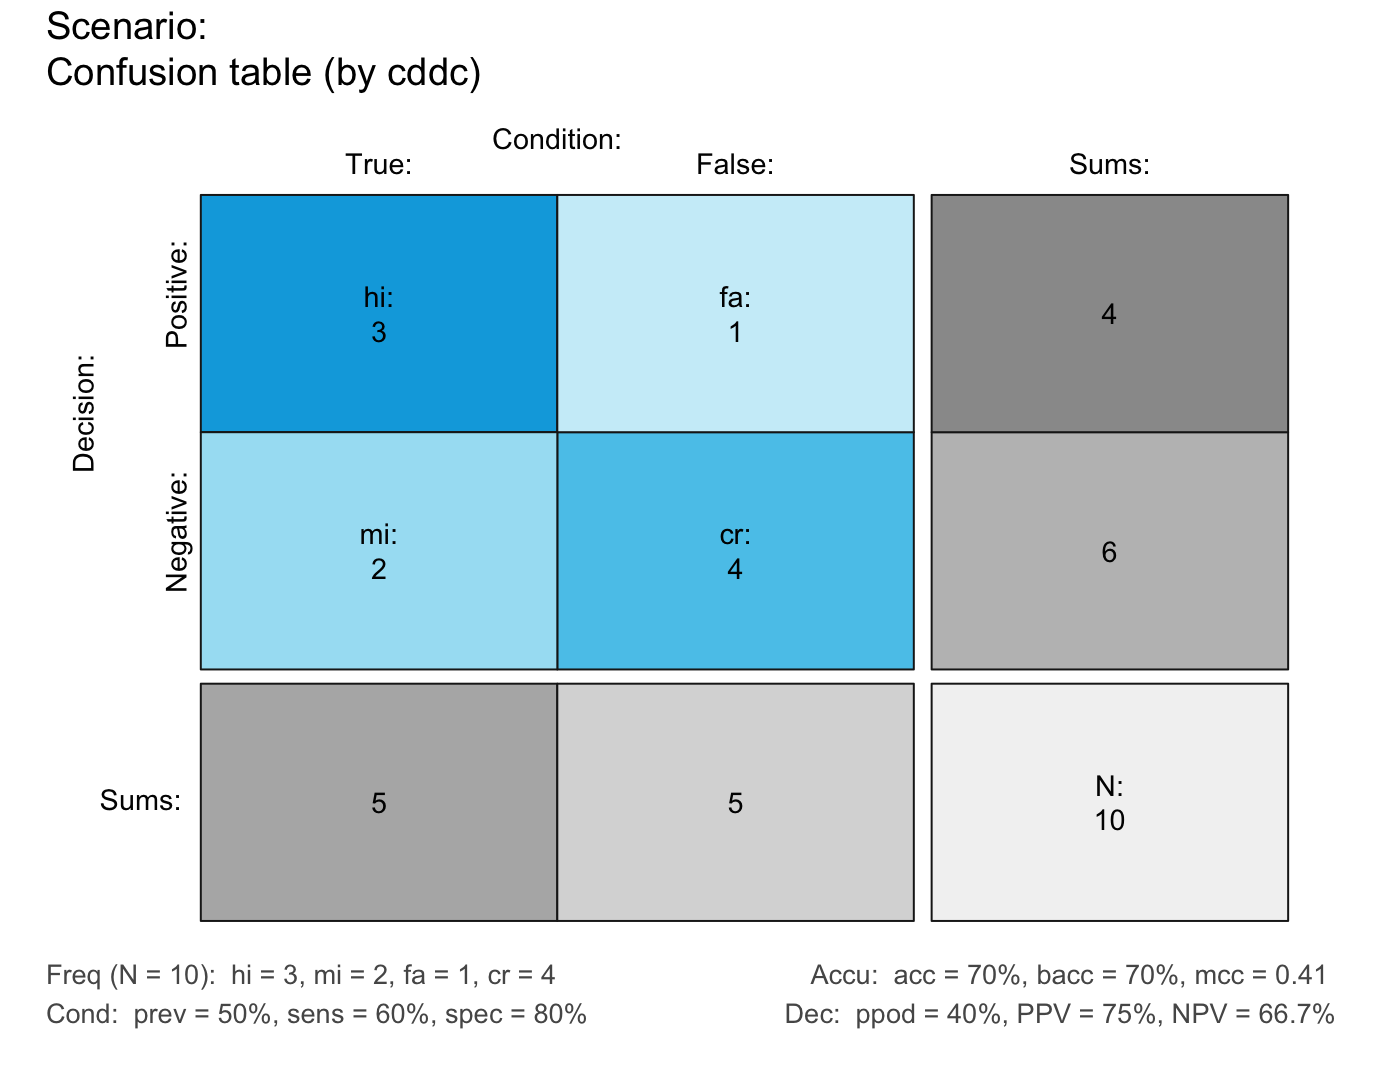 Scenario:
Confusion table (by cddc)
Condition:
True:
False:
Sums:
Decision:
Positive:
hi:
3
fa:
1
4
Negative:
mi:
2
cr:
4
6
Sums:
5
5
N:
10
Freq (N = 10):  hi = 3, mi = 2, fa = 1, cr = 4
Accu:  acc = 70%, bacc = 70%, mcc = 0.41
Cond:  prev = 50%, sens = 60%, spec = 80%
Dec:  ppod = 40%, PPV = 75%, NPV = 66.7%